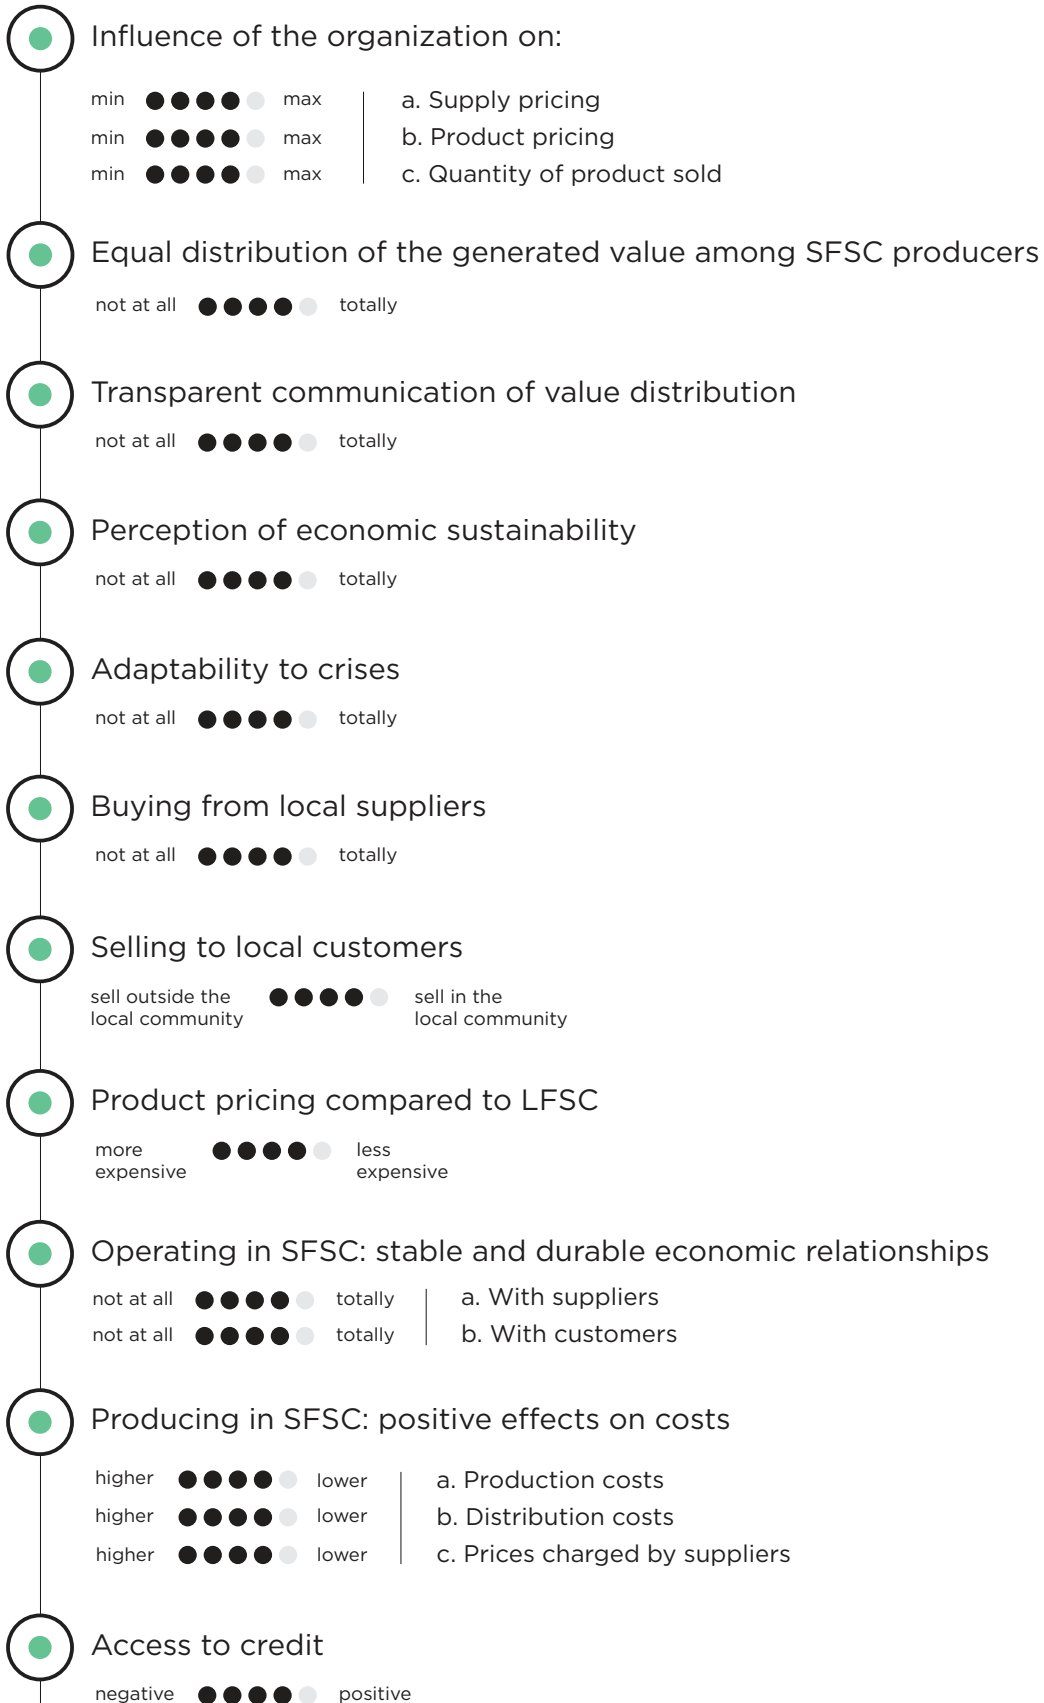 Influence of the organization on:
min max a. Supply pricing
min max b. Product pricing
min max c. Quantity of product sold
Equal distribution of the generated value among SFSC producers
not at all totally
Transparent communication of value distribution
not at all totally
Perception of economic sustainability
not at all totally
Adaptability to crises
not at all totally
Buying from local suppliers
not at all totally
Selling to local customers
sell outside the sell in the
local community local community
Product pricing compared to LFSC
more less
expensive expensive
Operating in SFSC: stable and durable economic relationships
not at all totally a. With suppliers
not at all totally b. With customers
Producing in SFSC: positive effects on costs
higher lower a. Production costs
higher lower b. Distribution costs
higher lower c. Prices charged by suppliers
Access to credit
negative positive